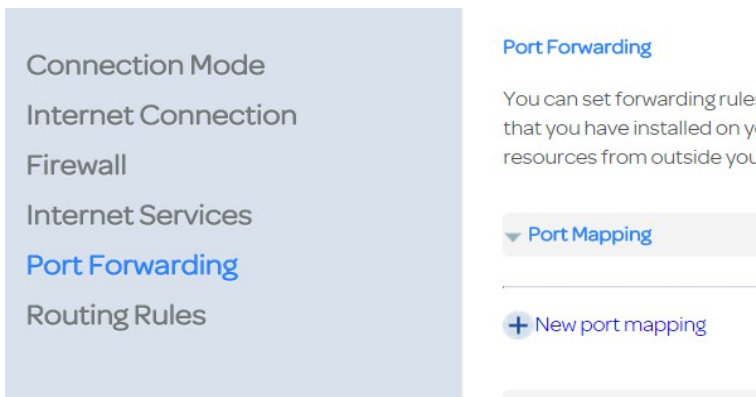 Connection Mode
Internet Connection
Firewall
Internet Services
Port Forwarding
Routing Rules
Port Forwarding
You can set forwarding rules
that you have installed on
resources from outside
Port Mapping
New port mapping